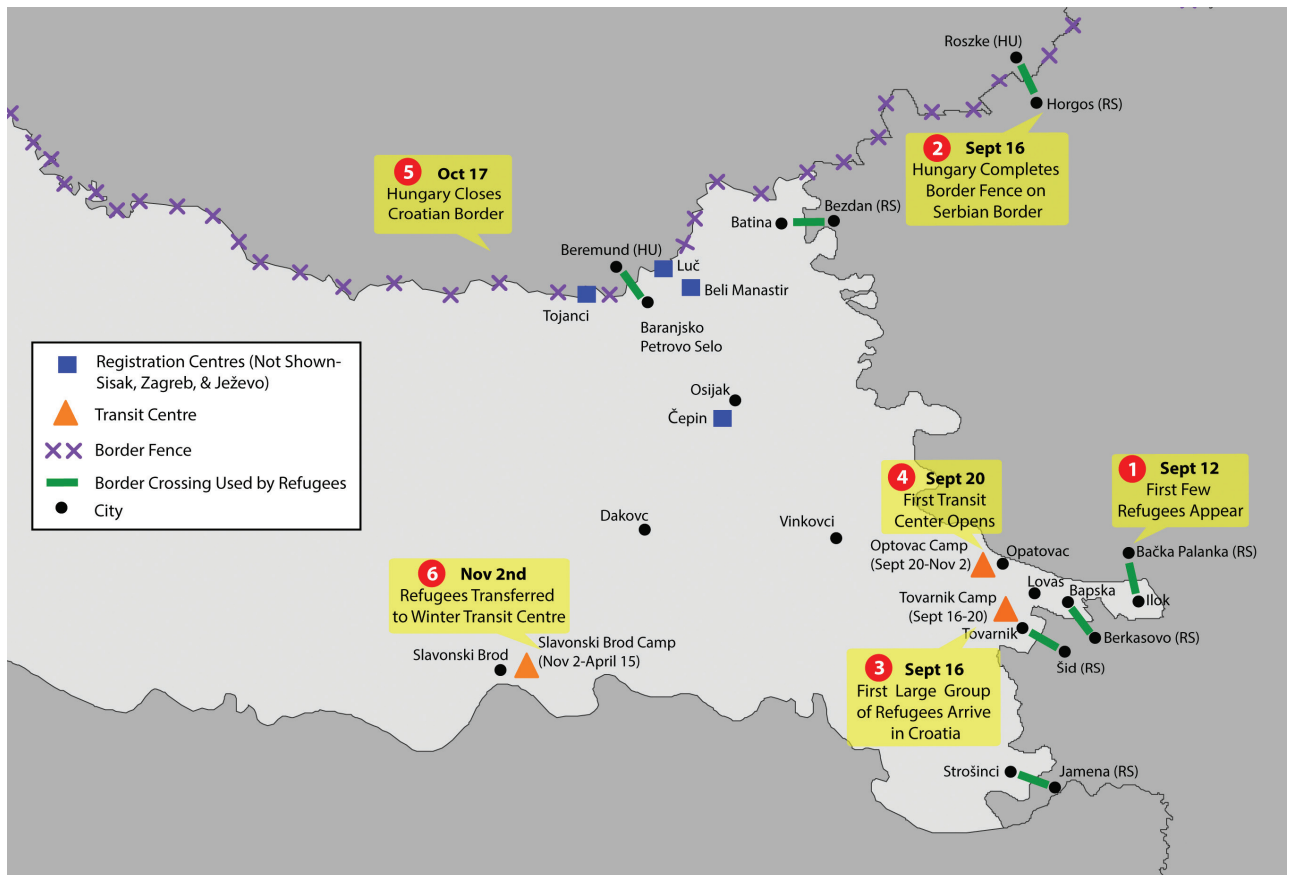 Roszke (HU)
Horgos (RS)
2 Sept 16
Hungary Completes
Border Fence on
Serbian Border
5 Oct 17
Hungary Closes
Croatian Border
Batina
Bezdan (RS)
Beremund (HU)
Luč
Beli Manastir
Tojanci
Baranjsko
Petrovo Selo
Registration Centres (Not Shown-
Sisak, Zagreb, & Ježevo)
Transit Centre
Border Fence
Border Crossing Used by Refugees
City
Osijak
Čepin
4 Sept 20
First Transit
Center Opens
1 Sept 12
First Few
Refugees Appear
Dakovc
Vinkovci
Optovac Camp
(Sept 20-Nov 2)
Opatovac
Bačka Palanka (RS)
Lovas
Bapska
Ilok
Tovarnik Camp
(Sept 16-20)
Tovarnik
Berkasovo (RS)
Šid (RS)
6 Nov 2nd
Refugees Transferred
to Winter Transit Centre
Slavonski Brod
Slavonski Brod Camp
(Nov 2-April 15)
3 Sept 16
First Large Group
of Refugees Arrive
in Croatia
Strošinci
Jamena (RS)